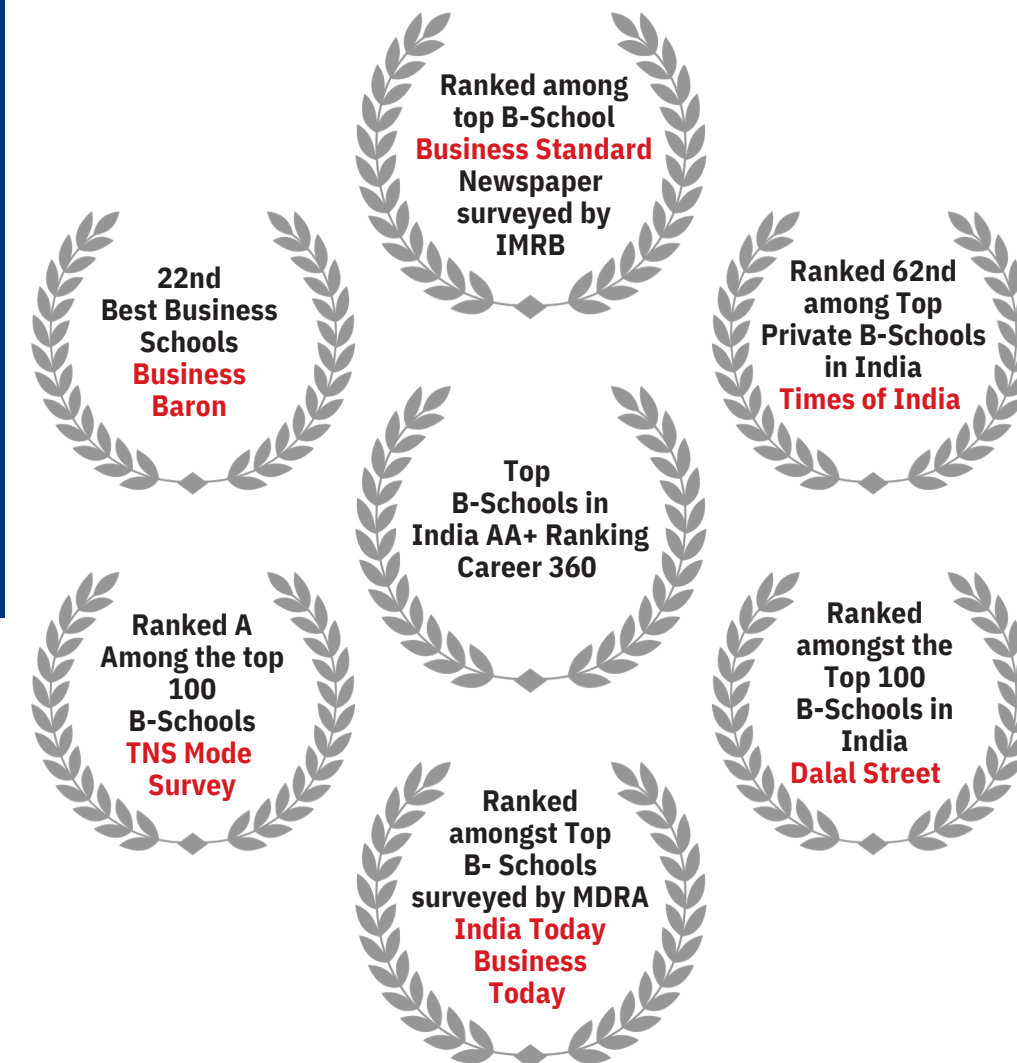 Ranked among
top B-School
Business Standard
Newspaper
surveyed by
IMRB
22nd
Best Business
Schools
Business
Baron
Ranked 62nd
among Top
Private B-Schools
in India
Times of India
Top
B-Schools in
India AA+ Ranking
Career 360
Ranked A
Among the top
100
B-Schools
TNS Mode
Survey
Ranked
amongst the
Top 100
B-Schools in
India
Dalal Street
Ranked
amongst Top
B- Schools
surveyed by MDRA
India Today
Business
Today